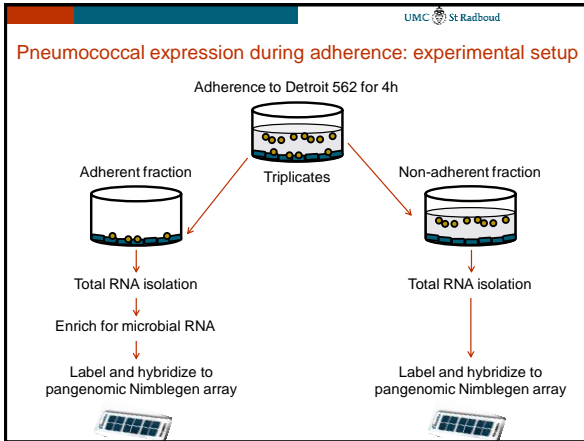 UMC St Radboud
Pneumococcal expression during adherence: experimental setup
Adherence to Detroit 562 for 4h
Adherent fraction
Triplicates
Non-adherent fraction
Total RNA isolation
Enrich for microbial RNA
Label and hybridize to
pangenomic Nimblegen array
Total RNA isolation
Label and hybridize to
pangenomic Nimblegen array